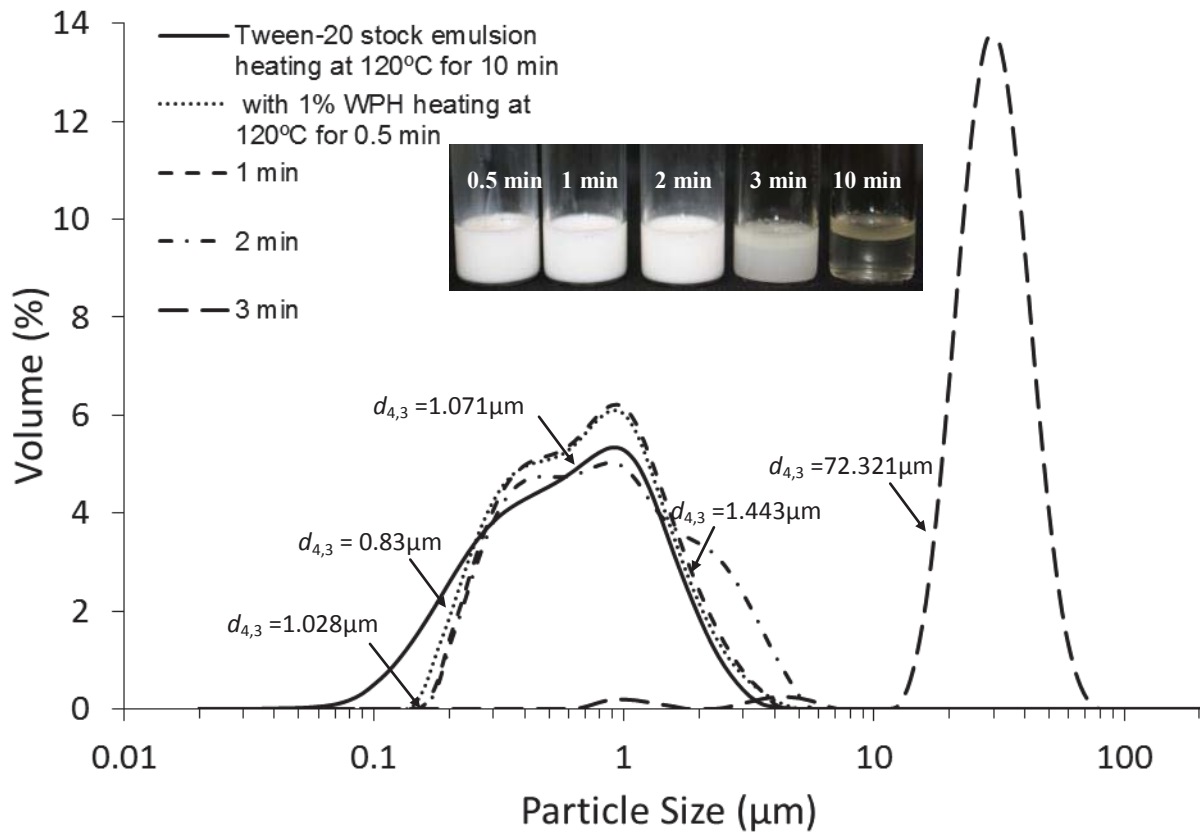 14
12
10
8
6
4
2
0
Volume (%)
Tween-20 stock emulsion
heating at 120ºC for 10 min
with 1% WPH heating at
120ºC for 0.5 min
1 min
2 min
3 min
0.5 min 1 min 2 min 3 min 10 min
d4,3 =1.071µm
d4,3 =72.321µm
d4,3 =1.443µm
d4,3 = 0.83µm
d4,3 =1.028µm
0.01 0.1 1 10 100
Particle Size (µm)